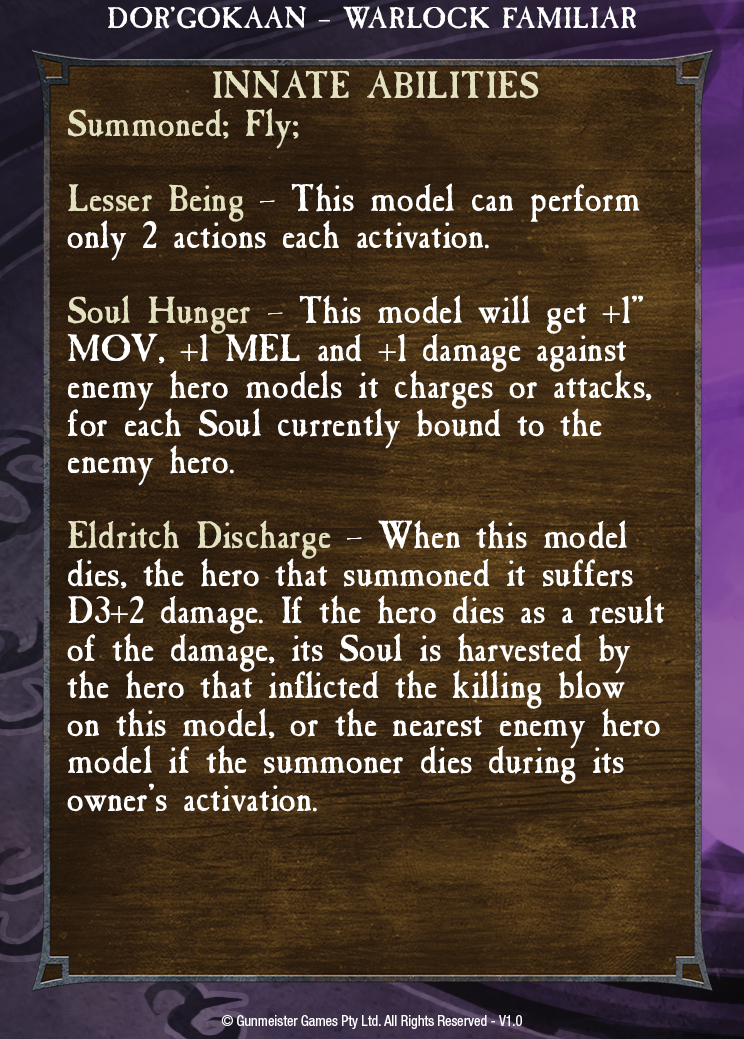 DOR'GOKAAN – WARLOCK FAMILIAR
INNATE ABILITIES
Summoned; Fly;
Lesser Being – This model can perform
only 2 actions each activation.
Soul Hunger – This model will get +1"
MOV, +1 MEL and +1 damage against
enemy hero models it charges or attacks,
for each Soul currently bound to the
enemy hero.
Eldritch Discharge – When this model
dies, the hero that summoned it suffers
D3+2 damage. If the hero dies as a result
of the damage, its Soul is harvested by
the hero that inflicted the killing blow
on this model, or the nearest enemy hero
model if the summoner dies during its
owner's activation.
© Gunmeister Games Pty Ltd. All Rights Reserved - V1.0